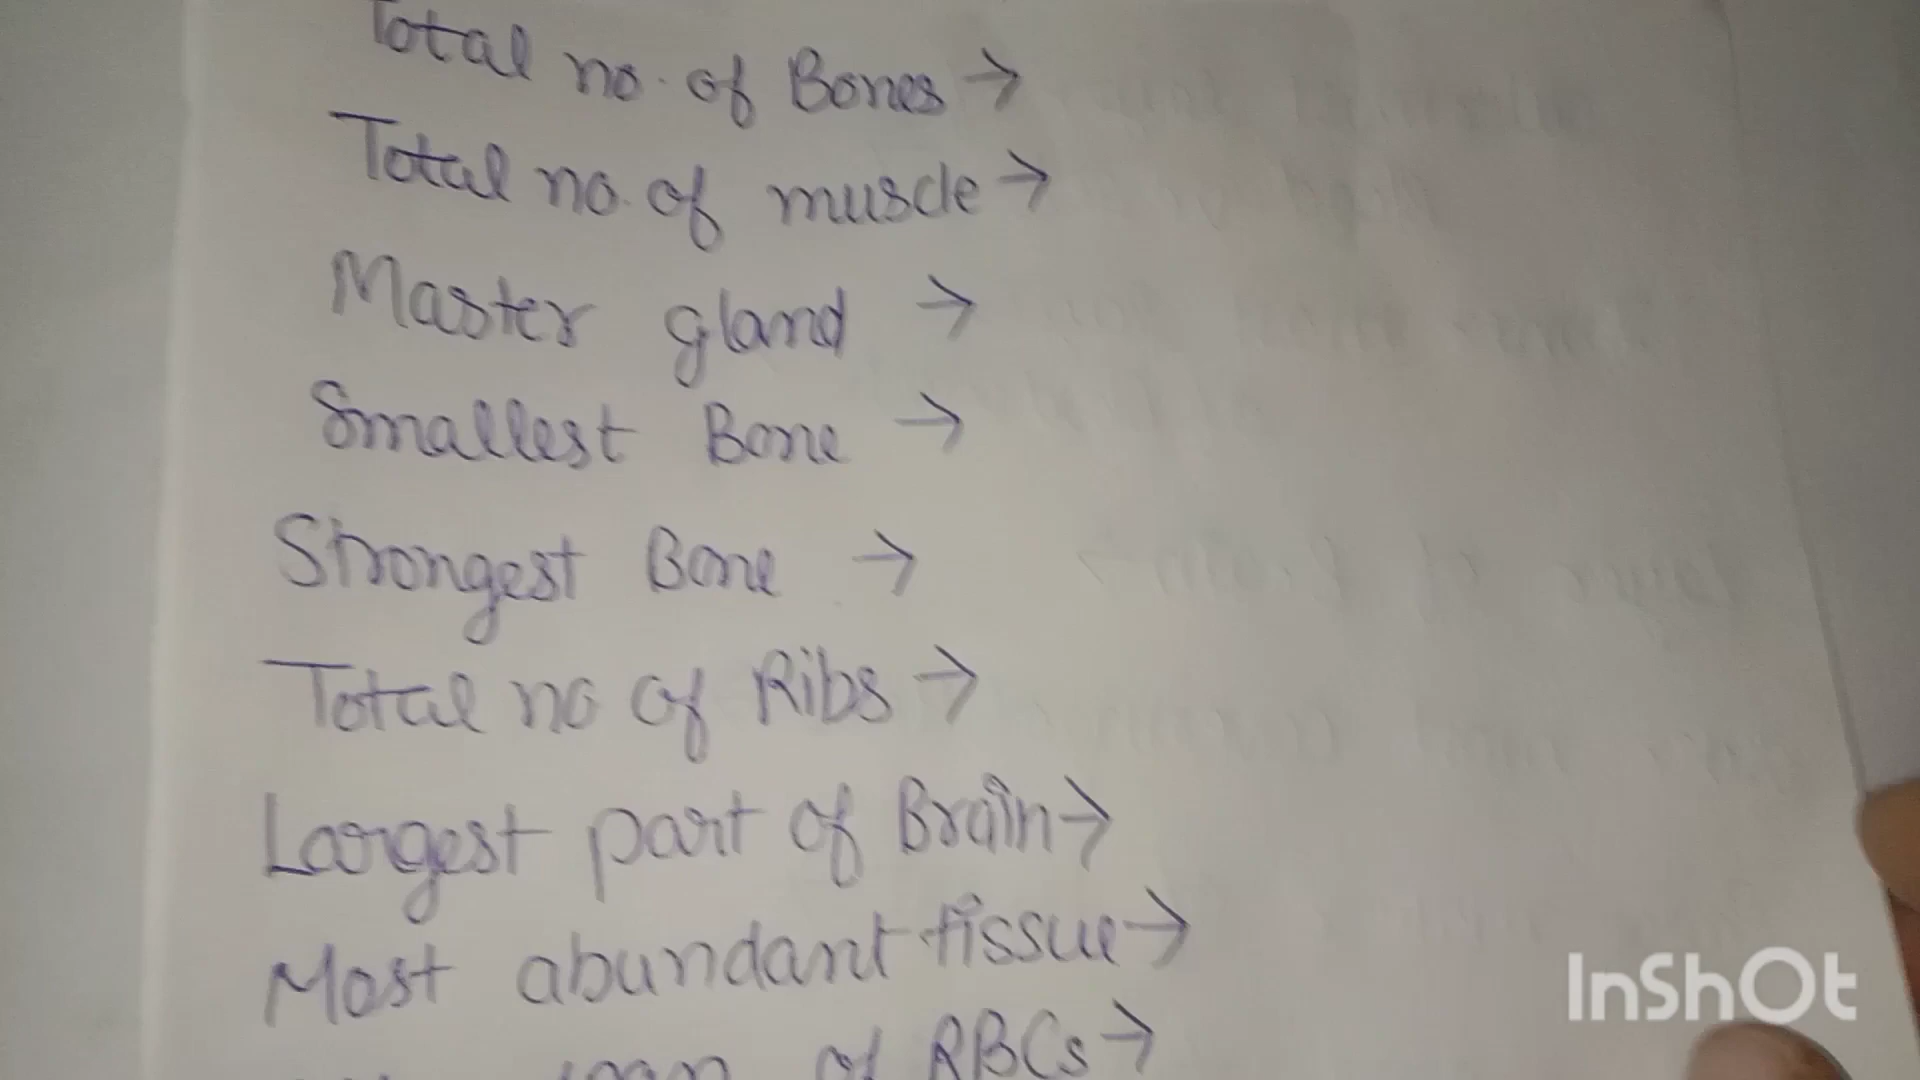 Total no. of Bones →
Total no. of muscle →
Master gland →
Smallest Bone →
Strongest Bone →
Total no of Ribs →
Largest part of Brain →
Most abundant tissue →
of RBCs →
InShOt